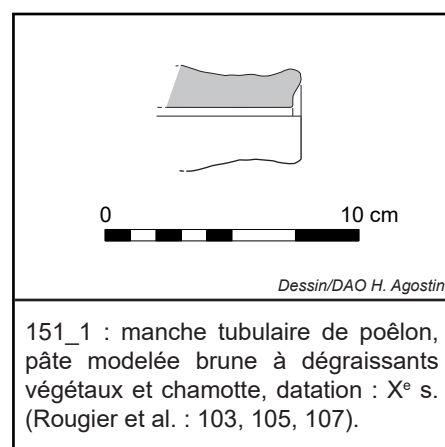 0 10 cm
Dessin/DAO H. Agostini
151_1 : manche tubulaire de poêlon,
pâte modelée brune à dégraissants
végétaux et chamotte, datation : Xᵉ s.
(Rougier et al. : 103, 105, 107).